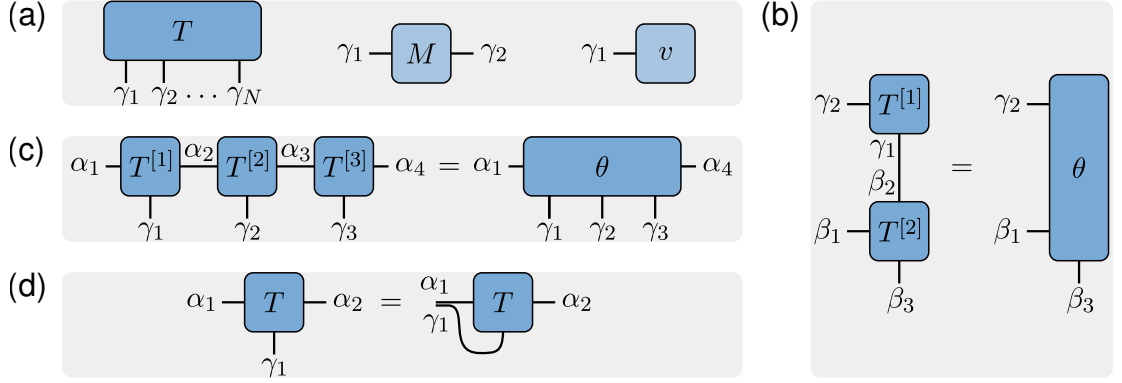 (a) T γ₁ γ₂ ⋯ γ_N γ₁ M γ₂ γ₁ v
(b) γ₂ T^[1] γ₁ β₂ β₁ T^[2] β₃ = γ₂ β₁ θ β₃
(c) α₁ T^[1] α₂ T^[2] α₃ T^[3] α₄ = α₁ θ α₄
γ₁ γ₂ γ₃ γ₁ γ₂ γ₃
(d) α₁ T α₂ = α₁ γ₁ T α₂
γ₁